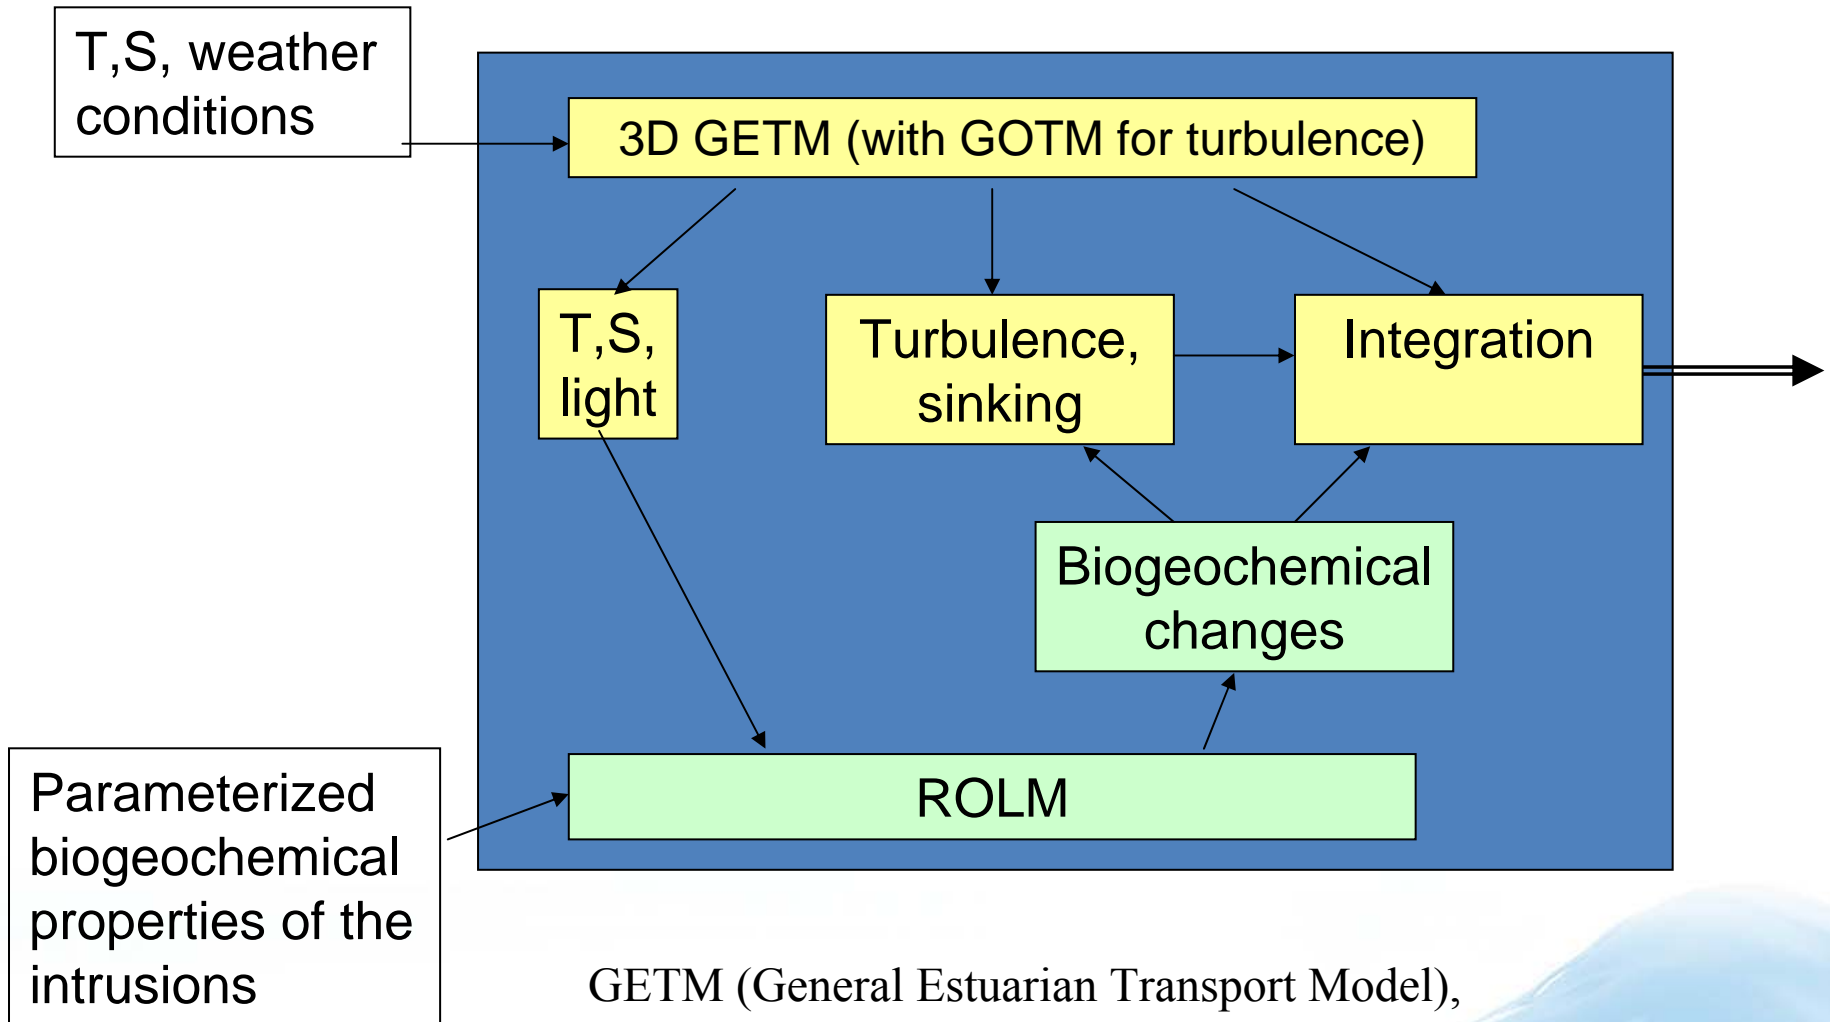 T,S, weather
conditions
3D GETM (with GOTM for turbulence)
T,S,
light
Turbulence,
sinking
Integration
Biogeochemical
changes
ROLM
Parameterized
biogeochemical
properties of the
intrusions
GETM (General Estuarian Transport Model),